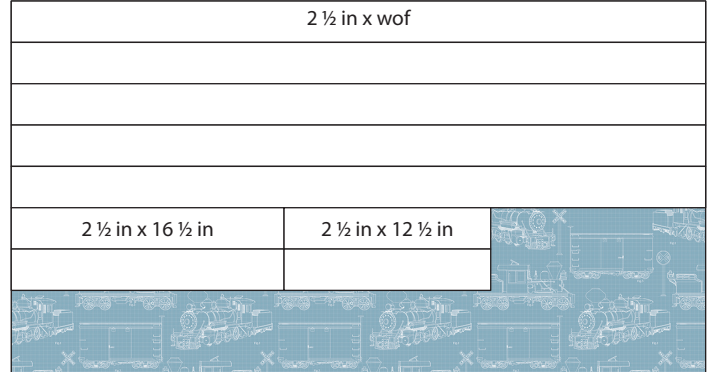 2 ½ in x wof
2 ½ in x 16 ½ in
2 ½ in x 12 ½ in